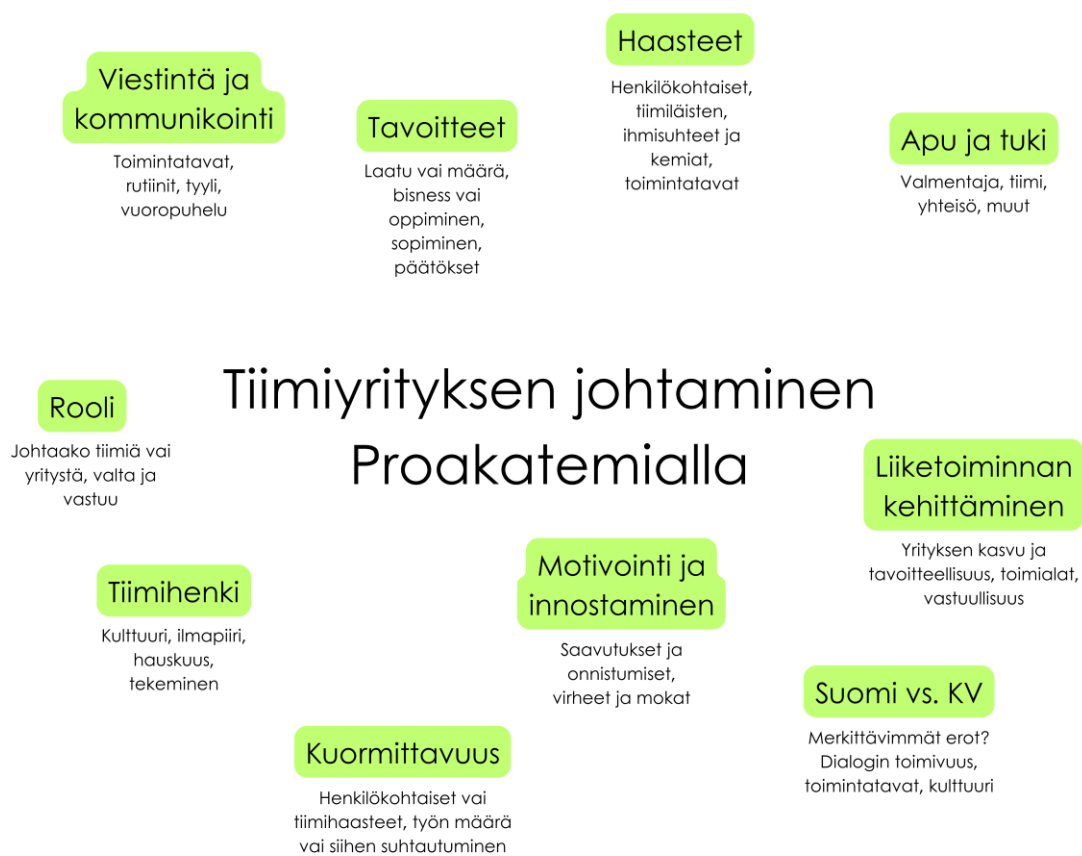 Viestintä ja
kommunikointi
Toimintatavat,
rutiinit, tyyli,
vuoropuhelu
Tavoitteet
Laatu vai määrä,
bisness vai
oppiminen,
sopiminen,
päätökset
Haasteet
Henkilökohtaiset,
tiimiläisten,
ihmisuhteet ja
kemiat,
toimintatavat
Apu ja tuki
Valmentaja, tiimi,
yhteisö, muut
Tiimiyrityksen johtaminen
Proakatemialla
Rooli
Johtaako tiimiä vai
yritystä, valta ja
vastuu
Liiketoiminnan
kehittäminen
Yrityksen kasvu ja
tavoitteellisuus, toimialat,
vastuullisuus
Tiimihenki
Kulttuuri, ilmapiiri,
hauskuus,
tekeminen
Motivointi ja
innostaminen
Saavutukset ja
onnistumiset,
virheet ja mokat
Suomi vs. KV
Merkittävimmät erot?
Dialogin toimivuus,
toimintatavat, kulttuuri
Kuormittavuus
Henkilökohtaiset vai
tiimihaasteet, työn määrä
vai siihen suhtautuminen